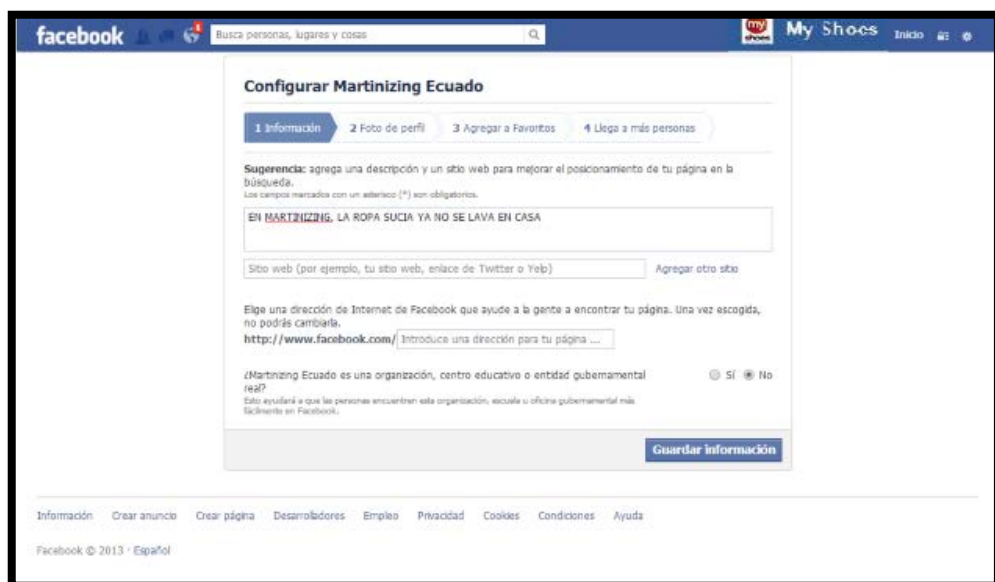 facebook
1
Busca personas, lugares y cosas
my
shoes
My Shoes
Inicio
Configurar Martinizing Ecuado
1 Información
2 Foto de perfil
3 Agregar a Favoritos
4 Llega a más personas
Sugerencia: agrega una descripción y un sitio web para mejorar el posicionamiento de tu página en la
búsqueda.
Los campos marcados con un asterisco (*) son obligatorios.
EN MARTINIZING, LA ROPA SUCIA YA NO SE LAVA EN CASA
Sitio web (por ejemplo, tu sitio web, enlace de Twitter o Yelp)
Agregar otro sitio
Elige una dirección de Internet de Facebook que ayude a la gente a encontrar tu página. Una vez escogida,
no podrás cambiarla.
http://www.facebook.com/ Introduce una dirección para tu página ...
¿Martinizing Ecuado es una organización, centro educativo o entidad gubernamental
real?
Sí
No
Esto ayudará a que las personas encuentren esta organización, escuela u oficina gubernamental más
fácilmente en Facebook.
Guardar información
Información Crear anuncio Crear página Desarrolladores Empleo Privacidad Cookies Condiciones Ayuda
Facebook © 2013 · Español